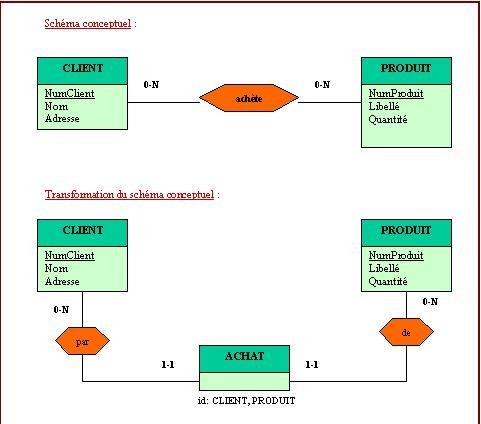 Schéma conceptuel :
CLIENT
NumClient
Nom
Adresse
0-N
achète
0-N
PRODUIT
NumProduit
Libellé
Quantité
Transformation du schéma conceptuel :
CLIENT
NumClient
Nom
Adresse
PRODUIT
NumProduit
Libellé
Quantité
0-N
0-N
par
de
1-1
ACHAT
1-1
id: CLIENT, PRODUIT